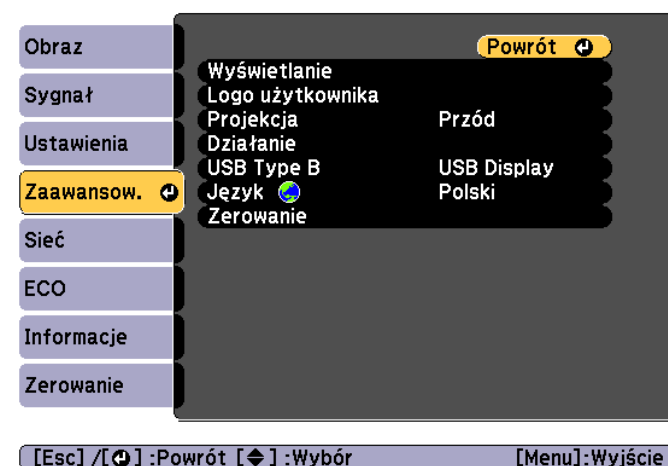 Obraz
Sygnał
Ustawienia
Zaawansow.
Sieć
ECO
Informacje
Zerowanie
Powrót
Wyświetlanie
Logo użytkownika
Projekcja Przód
Działanie
USB Type B USB Display
Język Polski
Zerowanie
[Esc] /[ ] :Powrót [ ] :Wybór [Menu]:Wyjście